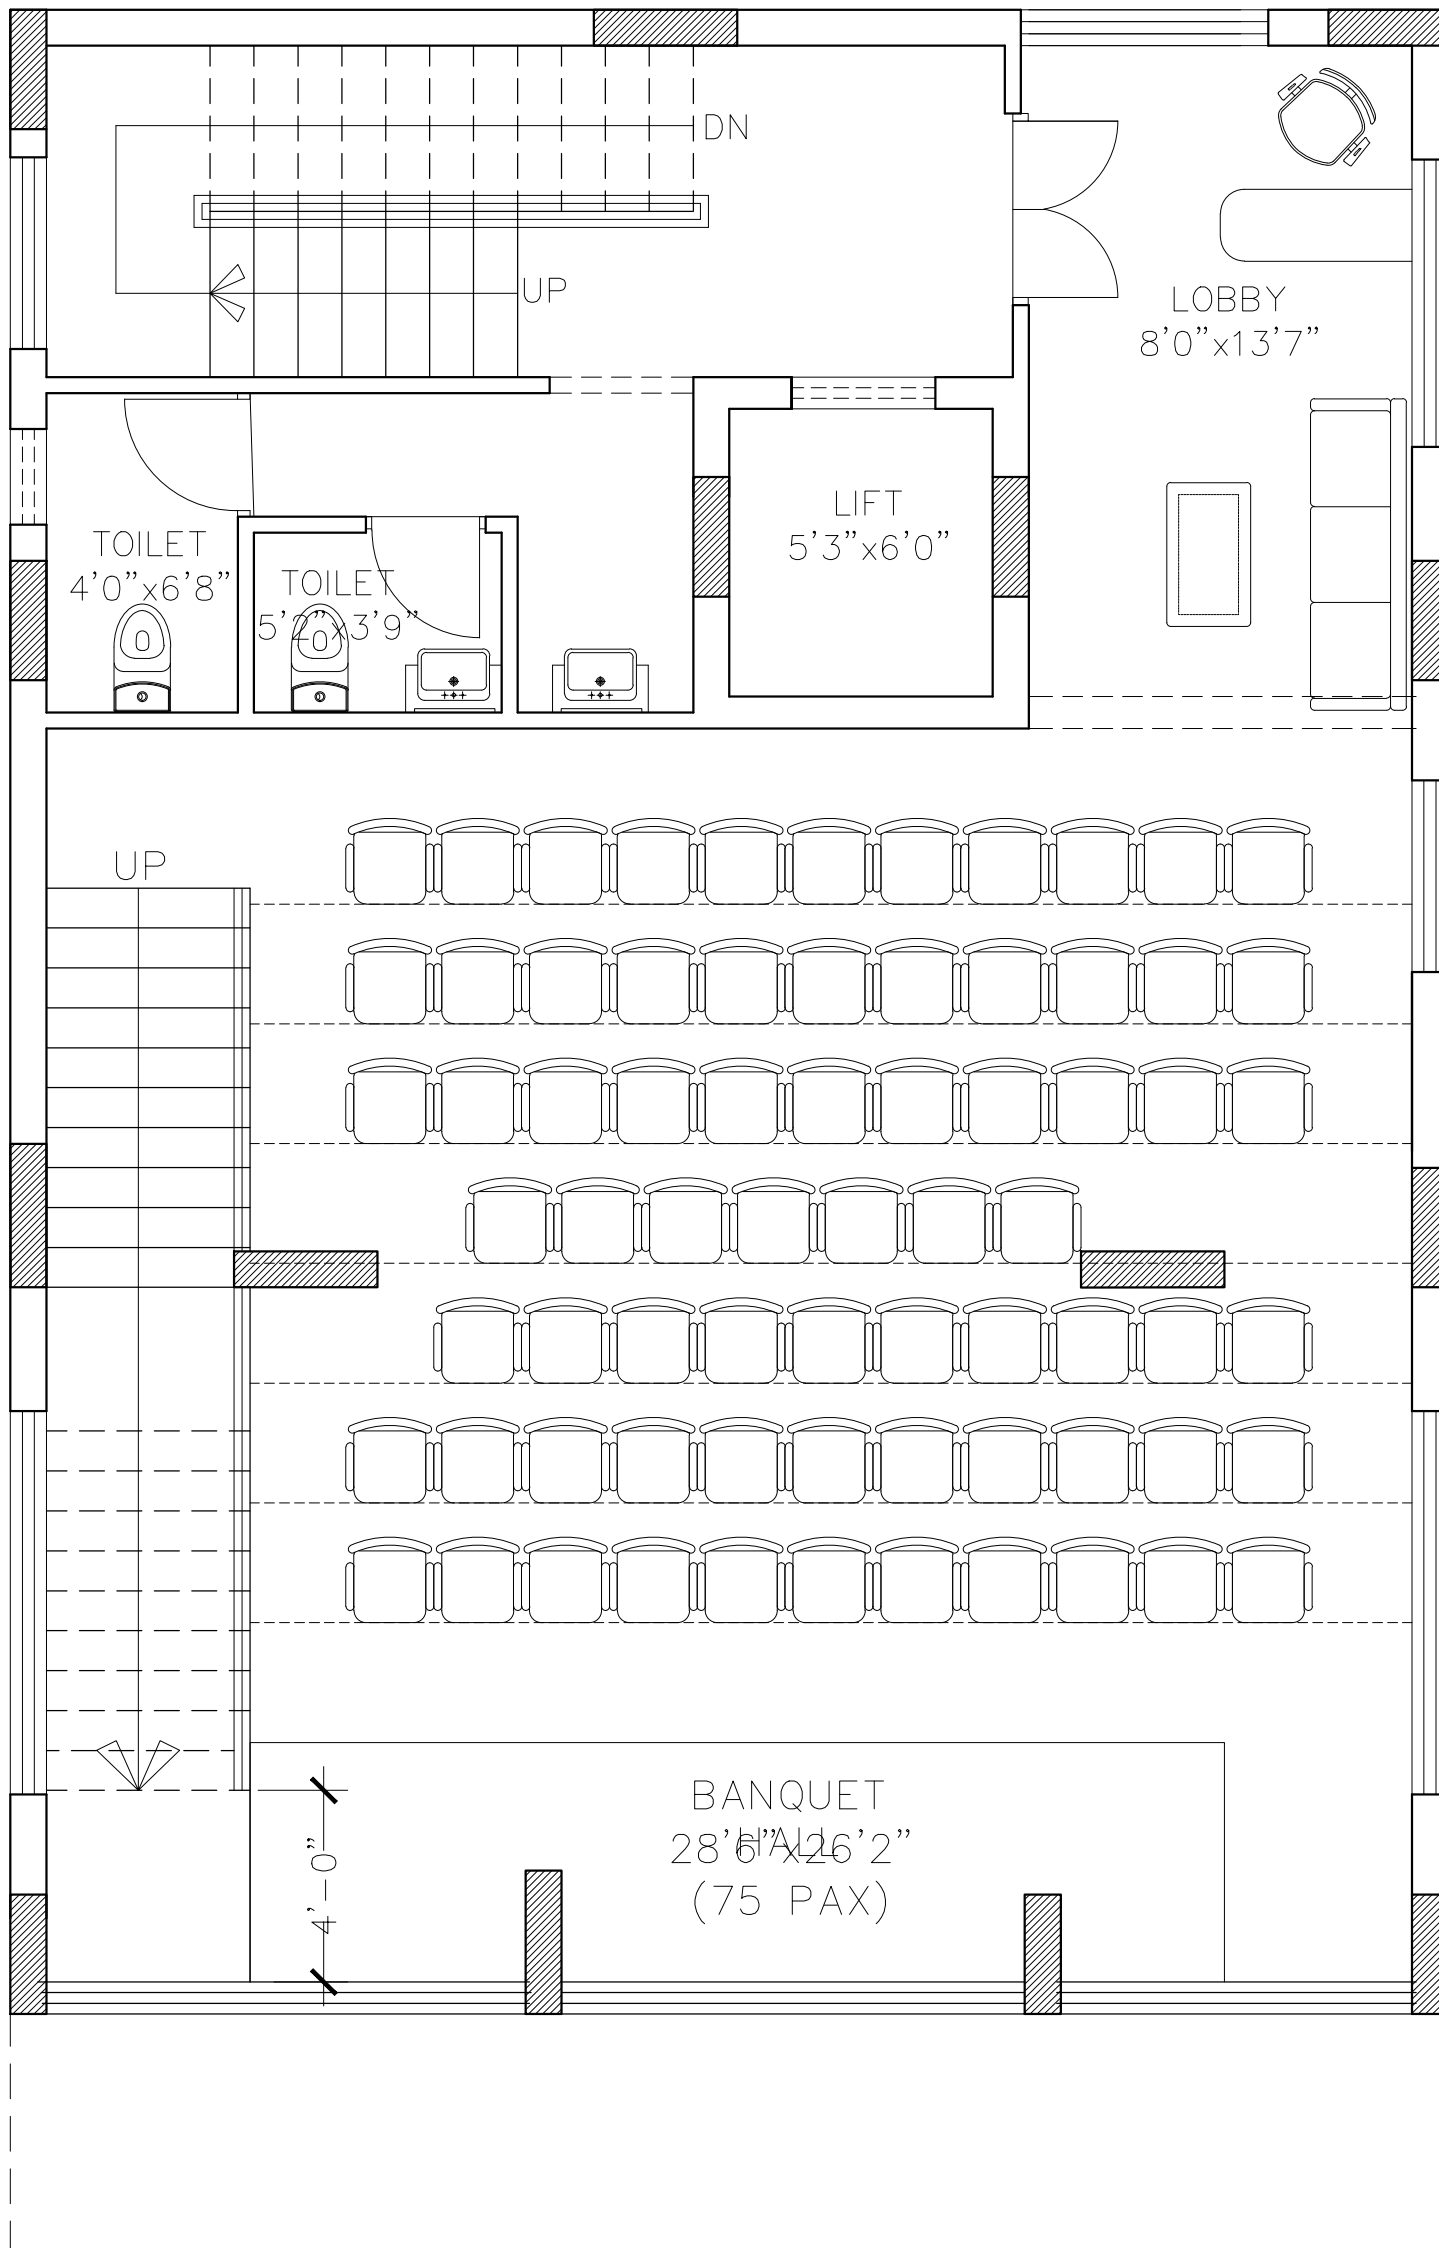 DN
UP
LOBBY
8'0"x13'7"
LIFT
5'3"x6'0"
TOILET
4'0"x6'8"
TOILET
5'2"x3'9"
UP
BANQUET
HALL
28'6"x26'2"
(75 PAX)
4'-0"